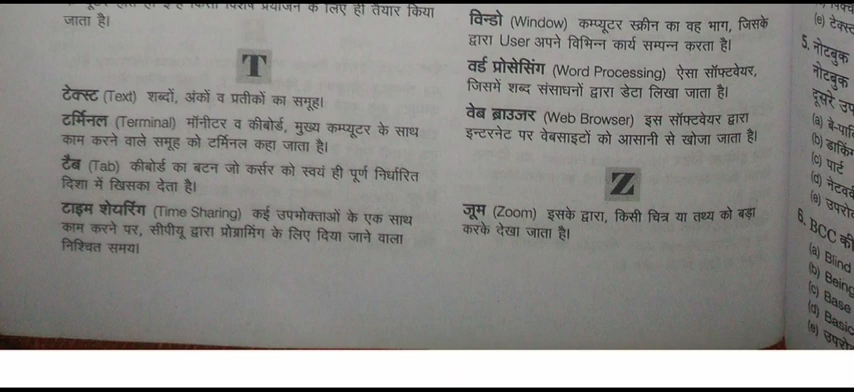 के लिए ही तैयार किया
जाता है।
T
टेक्स्ट (Text) शब्दों, अंकों व प्रतीकों का समूह।
टर्मिनल (Terminal) मॉनीटर व कीबोर्ड, मुख्य कम्प्यूटर के साथ
काम करने वाले समूह को टर्मिनल कहा जाता है।
टैब (Tab) कीबोर्ड का बटन जो कर्सर को स्वयं ही पूर्ण निर्धारित
दिशा में खिसका देता है।
टाइम शेयरिंग (Time Sharing) कई उपभोक्ताओं के एक साथ
काम करने पर, सीपीयू द्वारा प्रोग्रामिंग के लिए दिया जाने वाला
निश्चित समय।
विन्डो (Window) कम्प्यूटर स्क्रीन का वह भाग, जिसके
द्वारा User अपने विभिन्न कार्य सम्पन्न करता है।
वर्ड प्रोसेसिंग (Word Processing) ऐसा सॉफ्टवेयर,
जिसमें शब्द संसाधनों द्वारा डेटा लिखा जाता है।
वेब ब्राउजर (Web Browser) इस सॉफ्टवेयर द्वारा
इन्टरनेट पर वेबसाइटों को आसानी से खोजा जाता है।
Z
जूम (Zoom) इसके द्वारा, किसी चित्र या तथ्य को बड़ा
करके देखा जाता है।
(e) टेक्स्ट
5. नोटबुक
नोटबुक
दूसरे
(a)
(b)
(c) पार्ट
(d)
(e)
6. BCC की
(a) Blind
(b) Being
(c) Base
(d) Basic
(e)